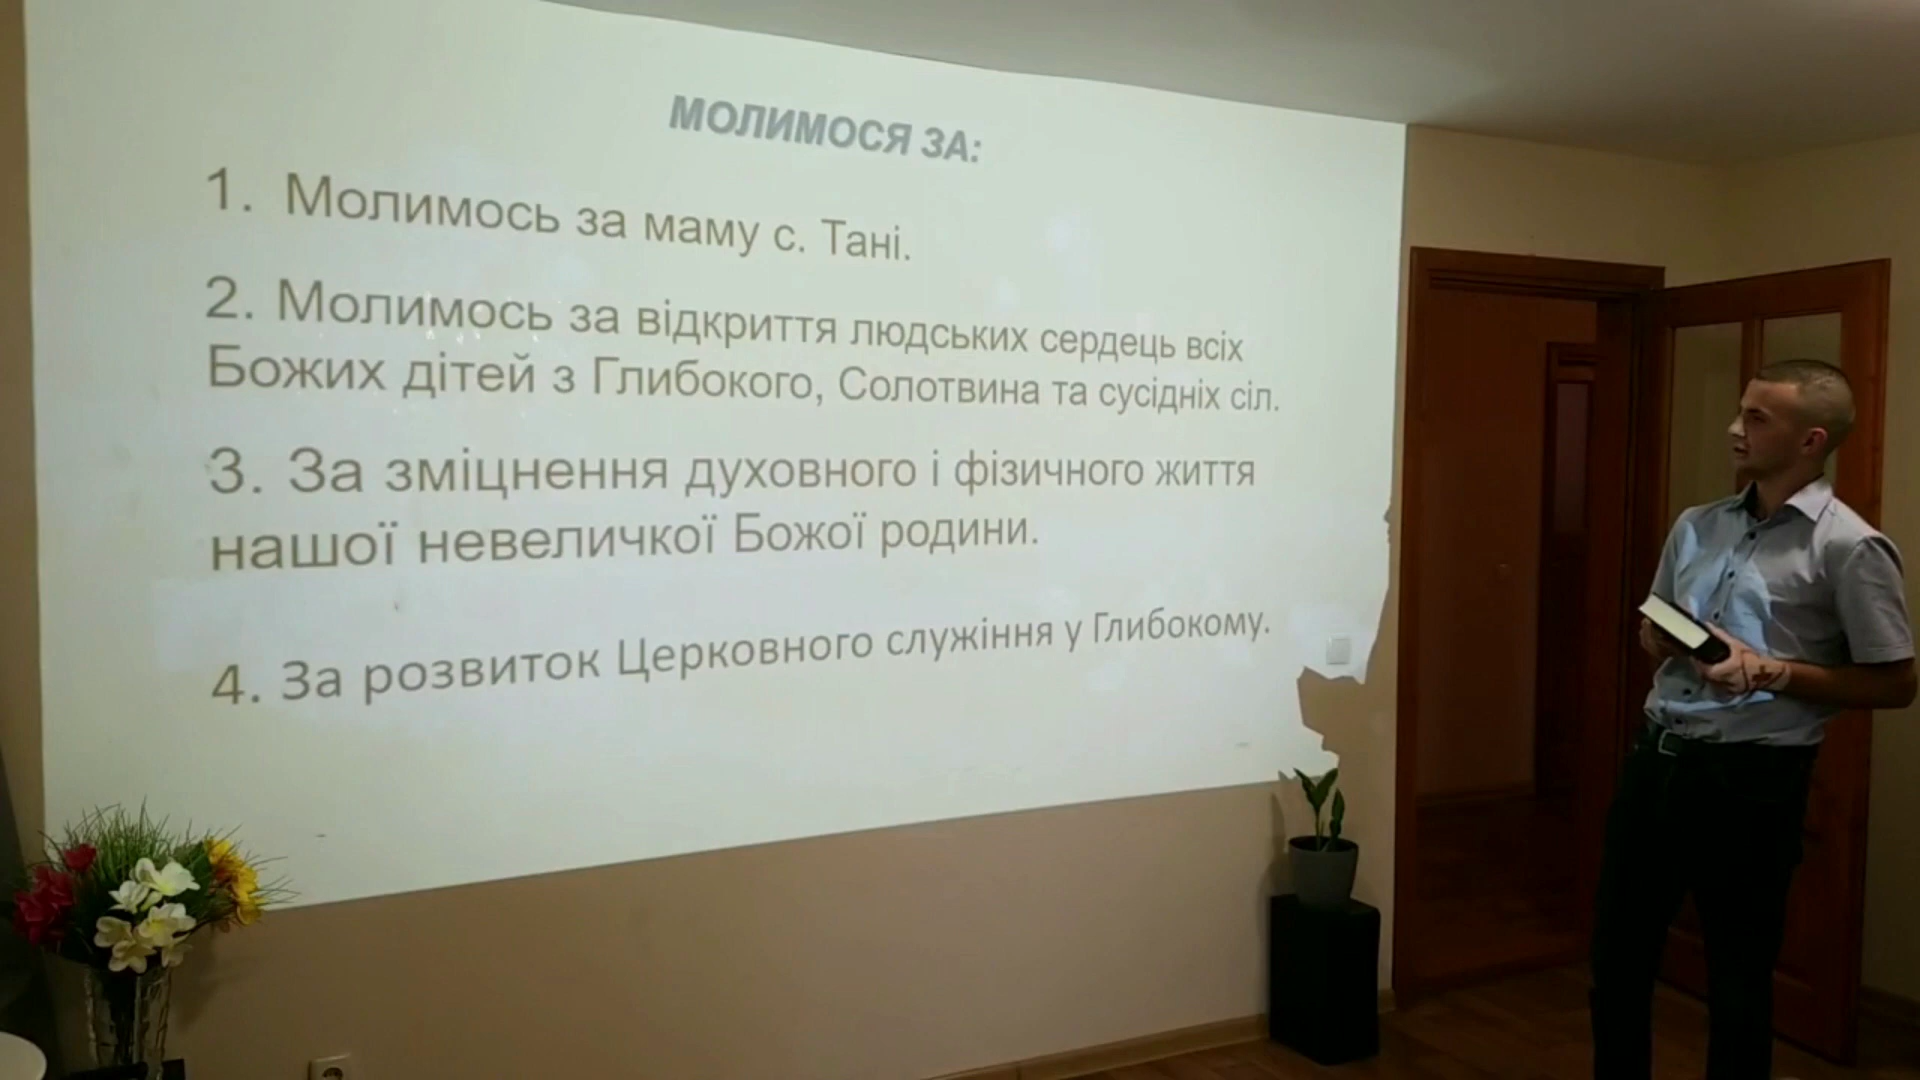 МОЛИМОСЯ ЗА:
1. Молимось за маму с. Тані.
2. Молимось за відкриття людських сердець всіх
Божих дітей з Глибокого, Солотвина та сусідніх сіл.
3. За зміцнення духовного і фізичного життя
нашої невеличкої Божої родини.
4. За розвиток Церковного служіння у Глибокому.